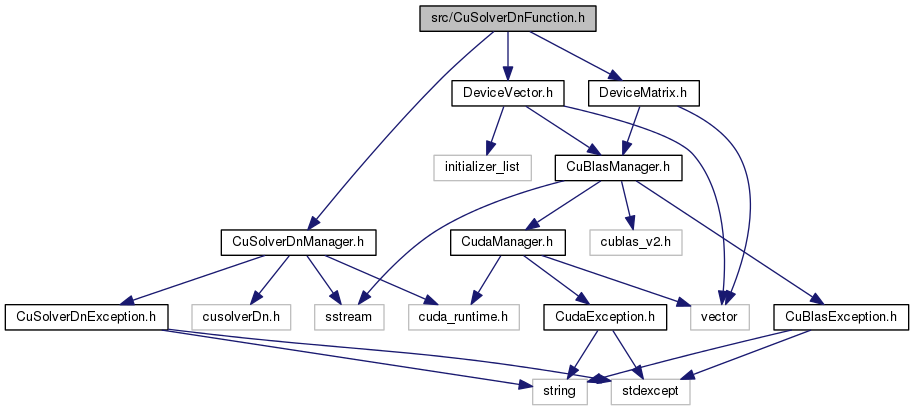 src/CuSolverDnFunction.h
DeviceVector.h
DeviceMatrix.h
initializer_list
CuBlasManager.h
CuSolverDnManager.h
CudaManager.h
cublas_v2.h
CuSolverDnException.h
cusolverDn.h
sstream
cuda_runtime.h
CudaException.h
vector
CuBlasException.h
string
stdexcept